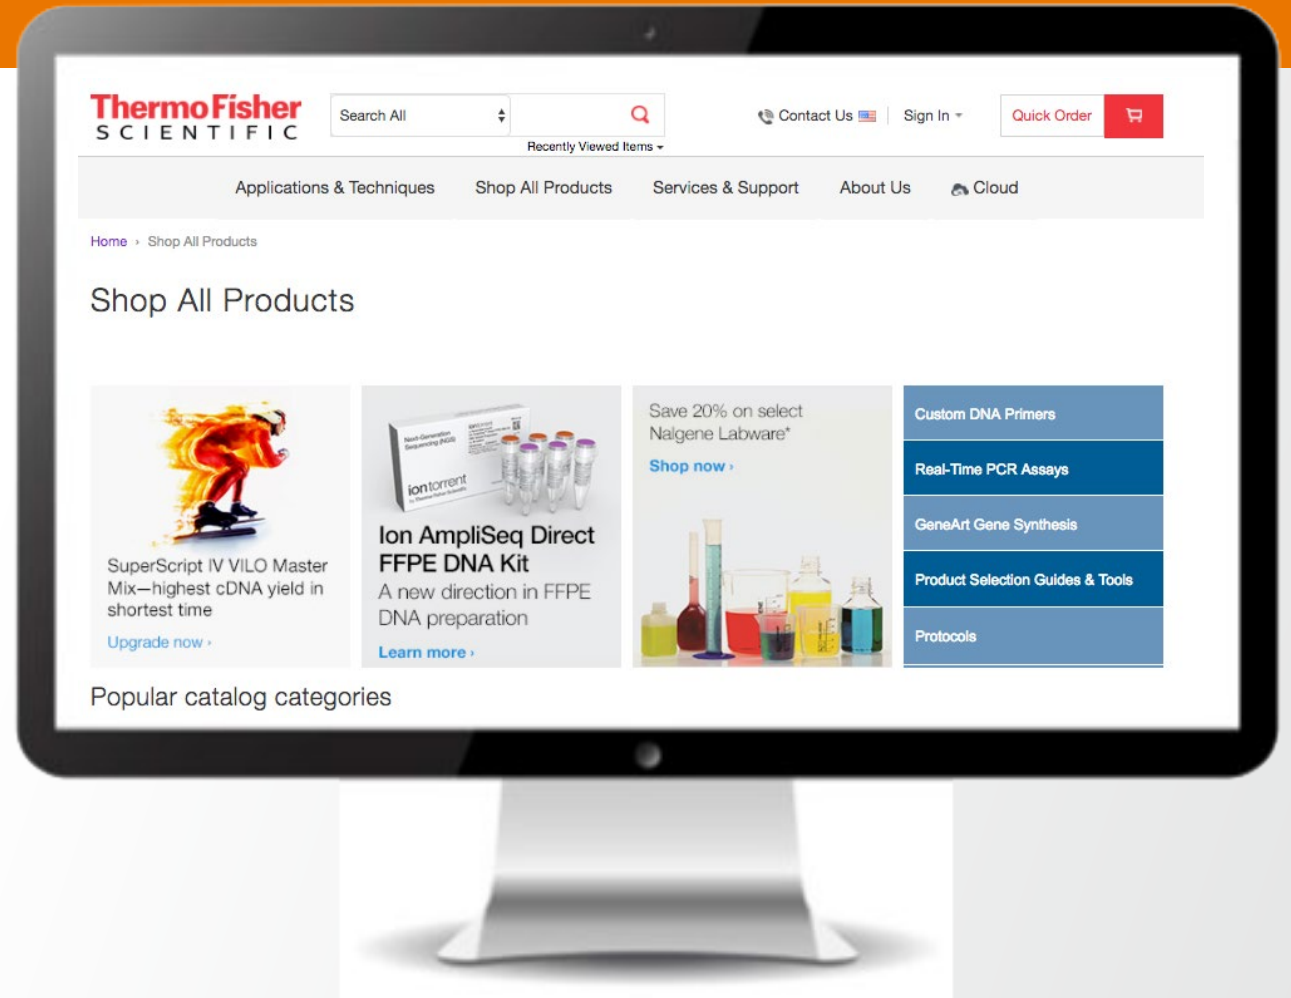 ThermoFisher
SCIENTIFIC
Search All
Recently Viewed Items
Contact Us
Sign In
Quick Order
Applications & Techniques
Shop All Products
Services & Support
About Us
Cloud
Home › Shop All Products
Shop All Products
SuperScript IV VILO Master
Mix—highest cDNA yield in
shortest time
Upgrade now ›
Next-Generation
Sequencing (NGS)
iontorrent
Ion AmpliSeq Direct
FFPE DNA Kit
A new direction in FFPE
DNA preparation
Learn more ›
Save 20% on select
Nalgene Labware*
Shop now ›
Custom DNA Primers
Real-Time PCR Assays
GeneArt Gene Synthesis
Product Selection Guides & Tools
Protocols
Popular catalog categories